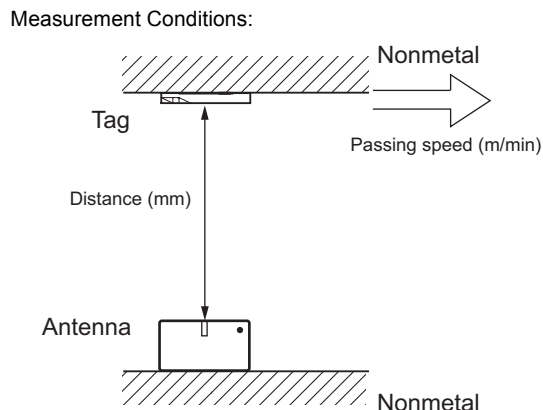 Measurement Conditions:
Nonmetal
Tag
Passing speed (m/min)
Distance (mm)
Antenna
Nonmetal